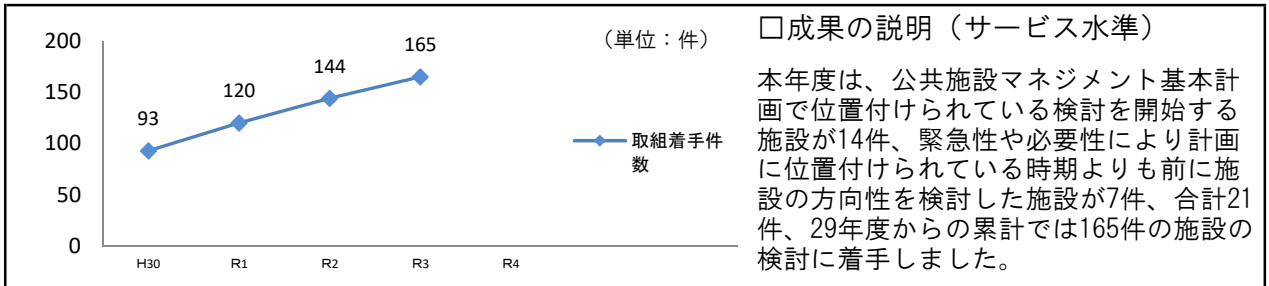 200
150
100
50
0
93
120
144
165
H30
R1
R2
R3
R4
（単位：件）
取組着手件
数
□成果の説明（サービス水準）
本年度は、公共施設マネジメント基本計
画で位置付けられている検討を開始する
施設が14件、緊急性や必要性により計画
に位置付けられている時期よりも前に施
設の方向性を検討した施設が7件、合計21
件、29年度からの累計では165件の施設の
検討に着手しました。